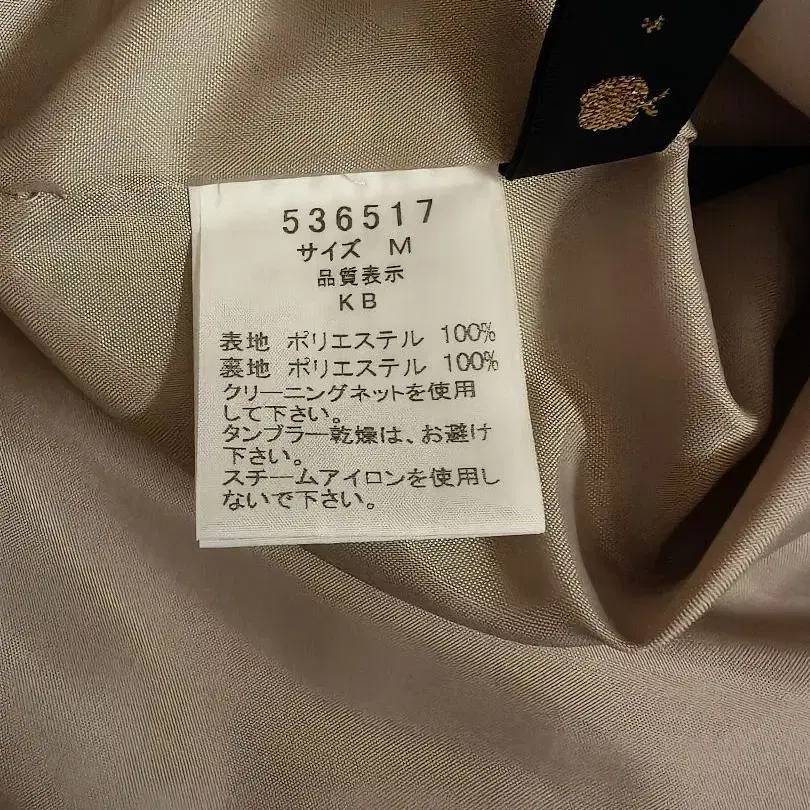 536517
サイズ M
品質表示
KB
表地 ポリエステル 100%
裏地 ポリエステル 100%
クリーニングネットを使用
して下さい。
タンブラー乾燥は、お避け
下さい。
スチームアイロンを使用し
ないで下さい。